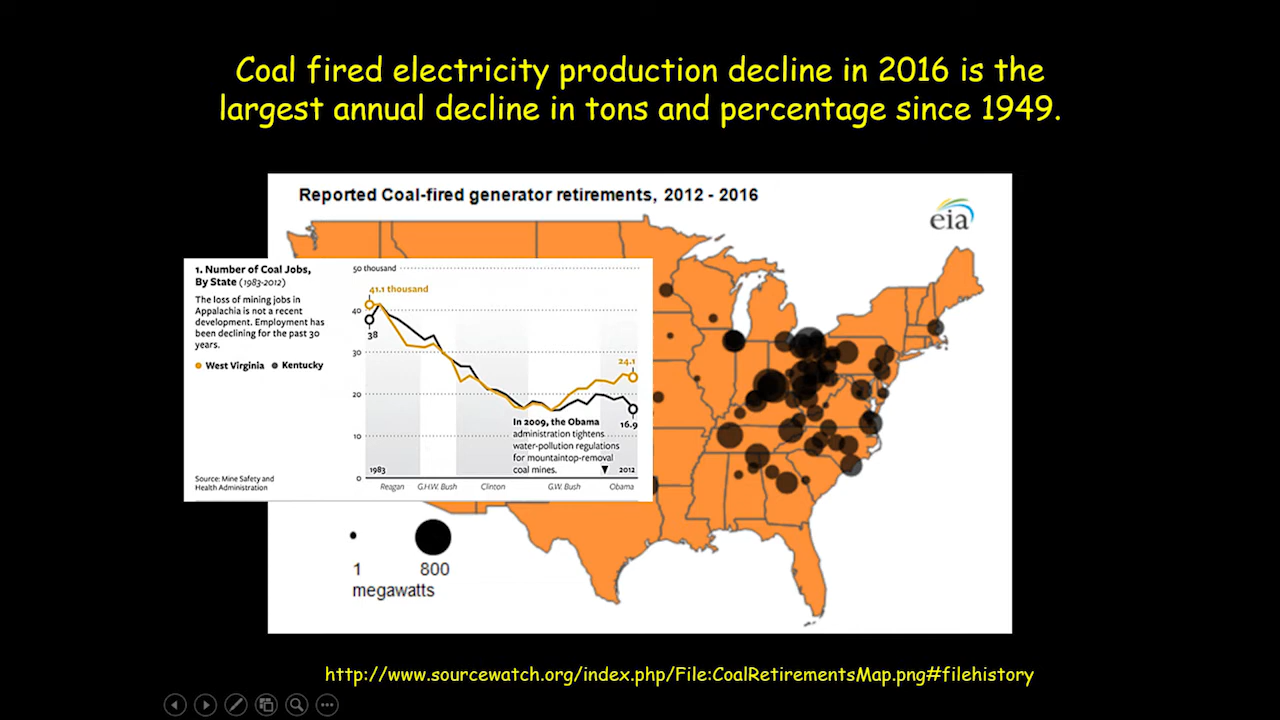 Coal fired electricity production decline in 2016 is the
largest annual decline in tons and percentage since 1949.
Reported Coal-fired generator retirements, 2012 - 2016
eia
1. Number of Coal Jobs,
By State (1983-2012)
The loss of mining jobs in
Appalachia is not a recent
development. Employment has
been declining for the past 30
years.
West Virginia Kentucky
Source: Mine Safety and
Health Administration
50 thousand
41.1 thousand
40
38
30
24.1
20
16.9
In 2009, the Obama
administration tightens
water-pollution regulations
for mountaintop-removal
coal mines.
10
1983
2012
0
Reagan G.H.W. Bush Clinton G.W. Bush Obama
1 800
megawatts
http://www.sourcewatch.org/index.php/File:CoalRetirementsMap.png#filehistory